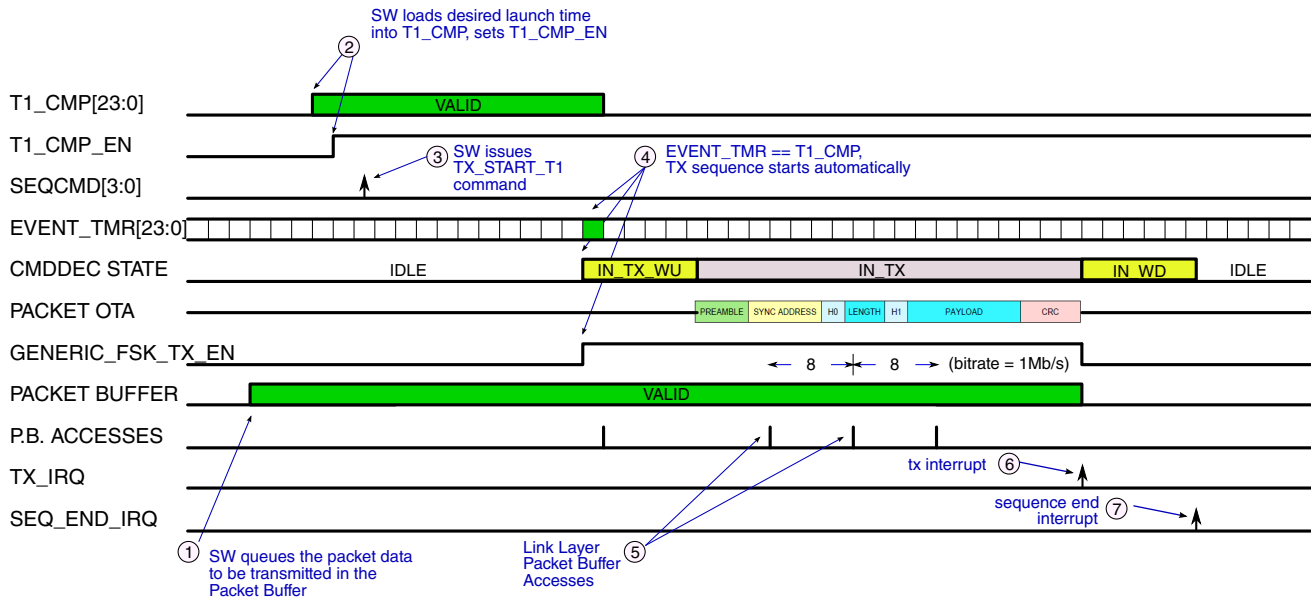 SW loads desired launch time
into T1_CMP, sets T1_CMP_EN
2
T1_CMP[23:0]
VALID
T1_CMP_EN
3
SW issues
TX_START_T1
command
4
EVENT_TMR == T1_CMP,
TX sequence starts automatically
SEQCMD[3:0]
EVENT_TMR[23:0]
CMDDEC STATE
IDLE
IN_TX_WU
IN_TX
IN_WD
IDLE
PACKET OTA
PREAMBLE
SYNC ADDRESS
H0
LENGTH
H1
PAYLOAD
CRC
GENERIC_FSK_TX_EN
8
8
(bitrate = 1Mb/s)
PACKET BUFFER
VALID
P.B. ACCESSES
tx interrupt
6
TX_IRQ
sequence end
interrupt
7
SEQ_END_IRQ
1
SW queues the packet data
to be transmitted in the
Packet Buffer
Link Layer
Packet Buffer
Accesses
5